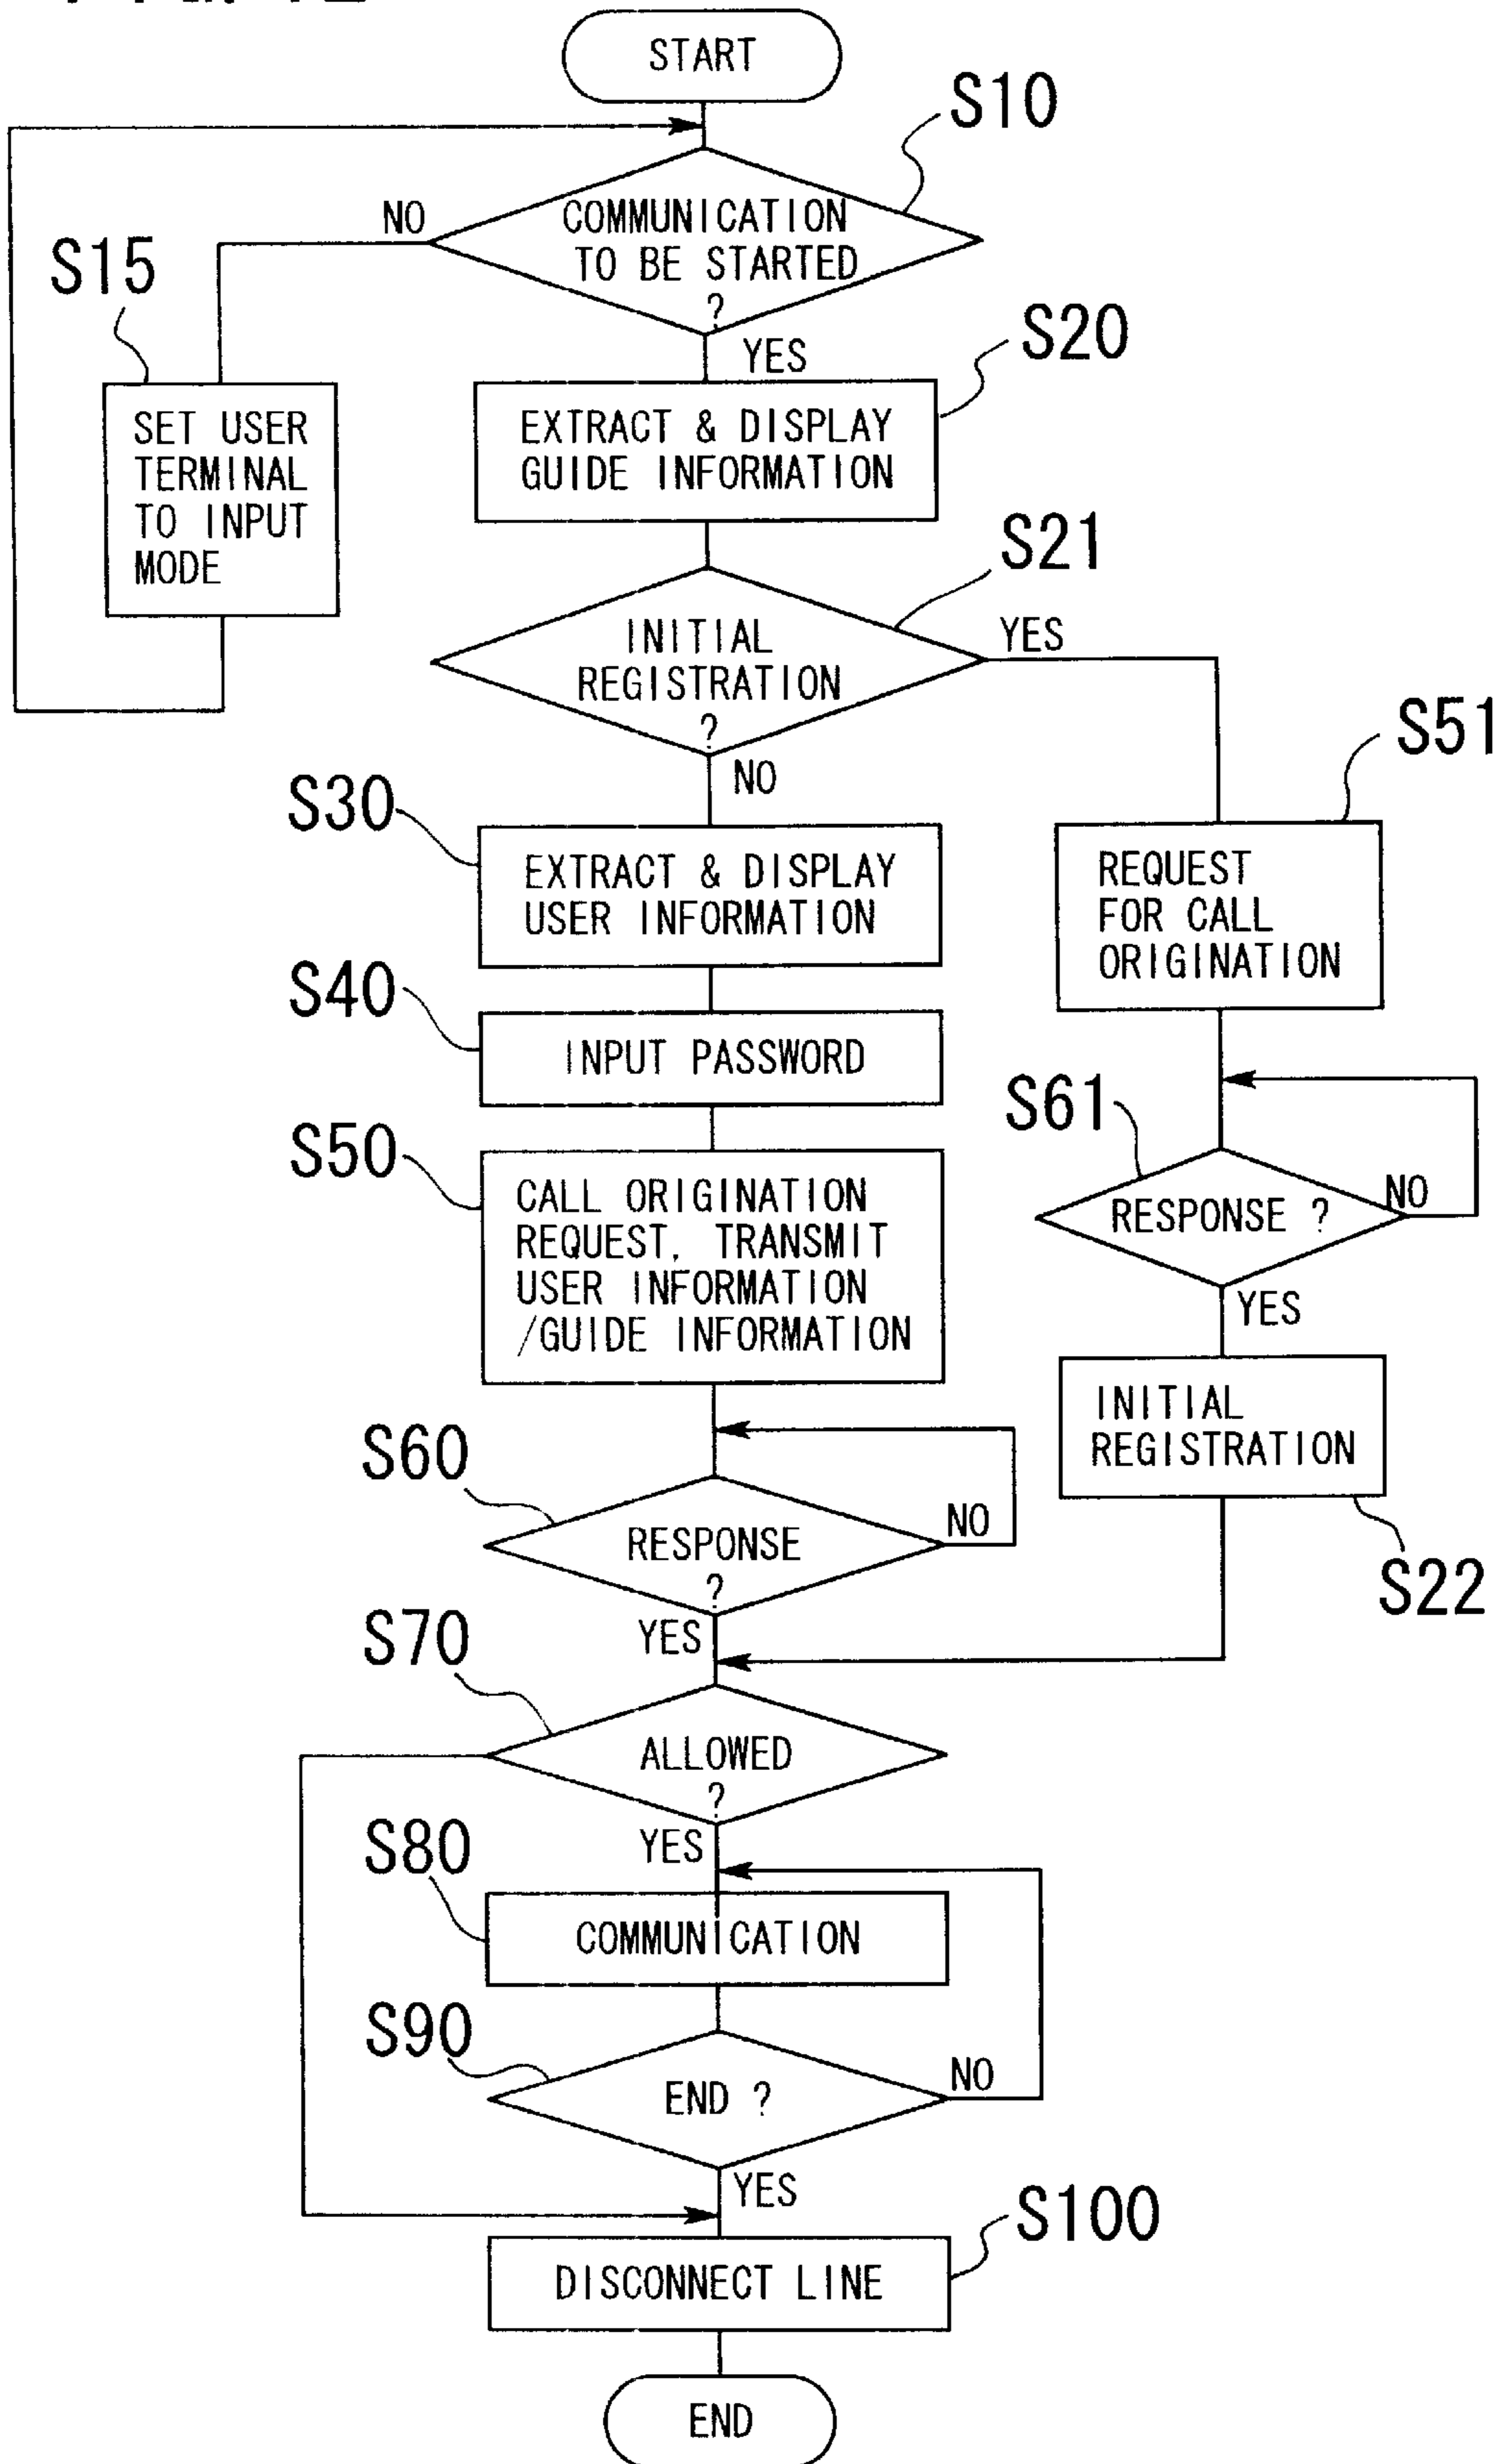 START
S10
NO
COMMUNICATION
TO BE STARTED
?
S15
YES
S20
SET USER
TERMINAL
TO INPUT
MODE
EXTRACT & DISPLAY
GUIDE INFORMATION
S21
INITIAL
REGISTRATION
?
YES
NO
S51
S30
EXTRACT & DISPLAY
USER INFORMATION
REQUEST
FOR CALL
ORIGINATION
S40
INPUT PASSWORD
S61
RESPONSE ?
NO
YES
S50
CALL ORIGINATION
REQUEST, TRANSMIT
USER INFORMATION
/GUIDE INFORMATION
INITIAL
REGISTRATION
S22
S60
RESPONSE
?
NO
YES
S70
ALLOWED
?
YES
S80
COMMUNICATION
S90
END ?
NO
YES
S100
DISCONNECT LINE
END